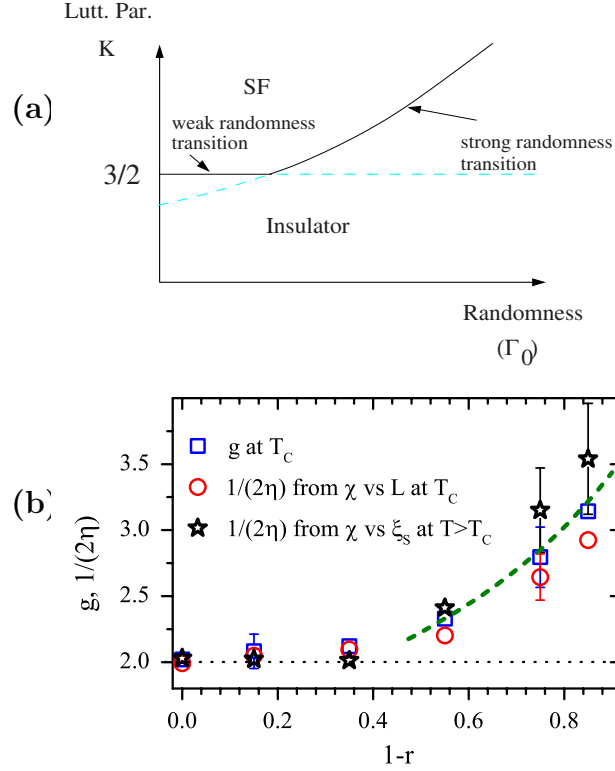 Lutt. Par.
K
(a)
SF
weak randomness
transition
strong randomness
transition
3/2
Insulator
Randomness
(Γ0)
(b)
g at TC
1/(2η) from χ vs L at TC
1/(2η) from χ vs ξS at T>TC
g, 1/(2η)
3.5
3.0
2.5
2.0
0.0 0.2 0.4 0.6 0.8
1-r